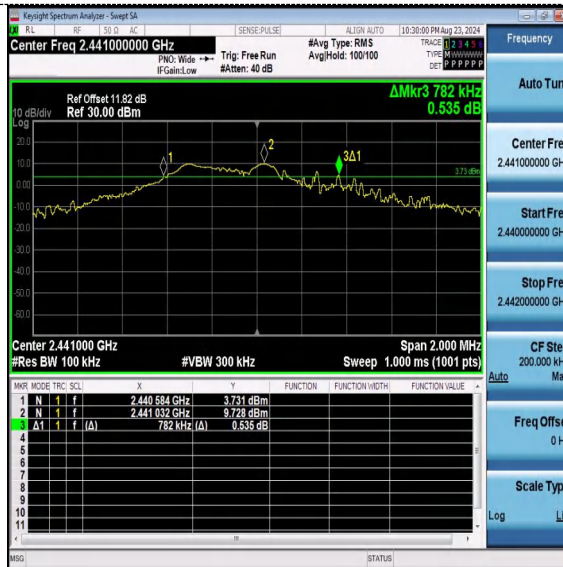 Keysight Spectrum Analyzer - Swept SA
RL RF 50 Ω AC SENSE:PULSE ALIGN AUTO 10:30:00 PM Aug 23, 2024
Center Freq 2.441000000 GHz
PNO: Wide
IFGain:Low
Trig: Free Run
#Atten: 40 dB
#Avg Type: RMS
Avg|Hold: 100/100
TRACE 1 2 3 4 5 6
TYPE M W W W W W
DET P P P P P P
ΔMkr3 782 kHz
0.535 dB
Ref Offset 11.82 dB
10 dB/div Ref 30.00 dBm
Log
20.0
10.0
0.00
-10.0
-20.0
-30.0
-40.0
-50.0
-60.0
1
2
3Δ1
3.73 dBm
Center 2.441000 GHz Span 2.000 MHz
#Res BW 100 kHz #VBW 300 kHz Sweep 1.000 ms (1001 pts)
MKR MODE TRC SCL X Y FUNCTION FUNCTION WIDTH FUNCTION VALUE
1 N 1 f 2.440 584 GHz 3.731 dBm
2 N 1 f 2.441 032 GHz 9.728 dBm
3 Δ1 1 f (Δ) 782 kHz (Δ) 0.535 dB
4
5
6
7
8
9
10
11
MSG STATUS
Frequency
Auto Tun
Center Fre
2.441000000 GH
Start Fre
2.440000000 GH
Stop Fre
2.442000000 GH
CF Ste
200.000 kH
Auto Ma
Freq Offse
0 H
Scale Typ
Log Li